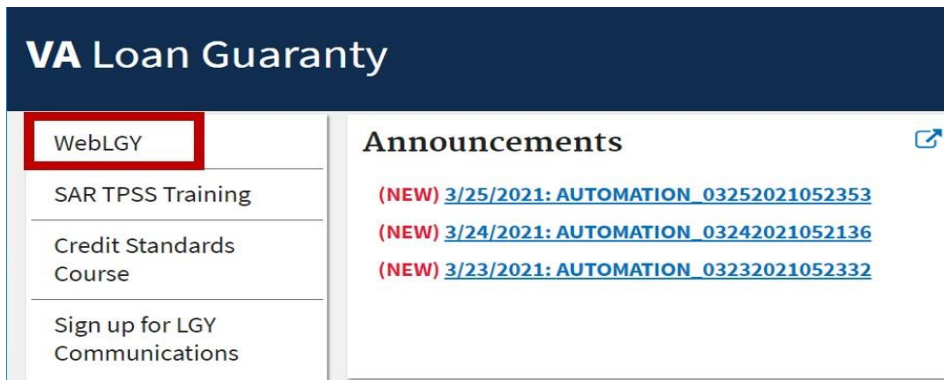 VA Loan Guaranty
WebLGY
SAR TPSS Training
Credit Standards
Course
Sign up for LGY
Communications
Announcements
(NEW) 3/25/2021: AUTOMATION_03252021052353
(NEW) 3/24/2021: AUTOMATION_03242021052136
(NEW) 3/23/2021: AUTOMATION_03232021052332